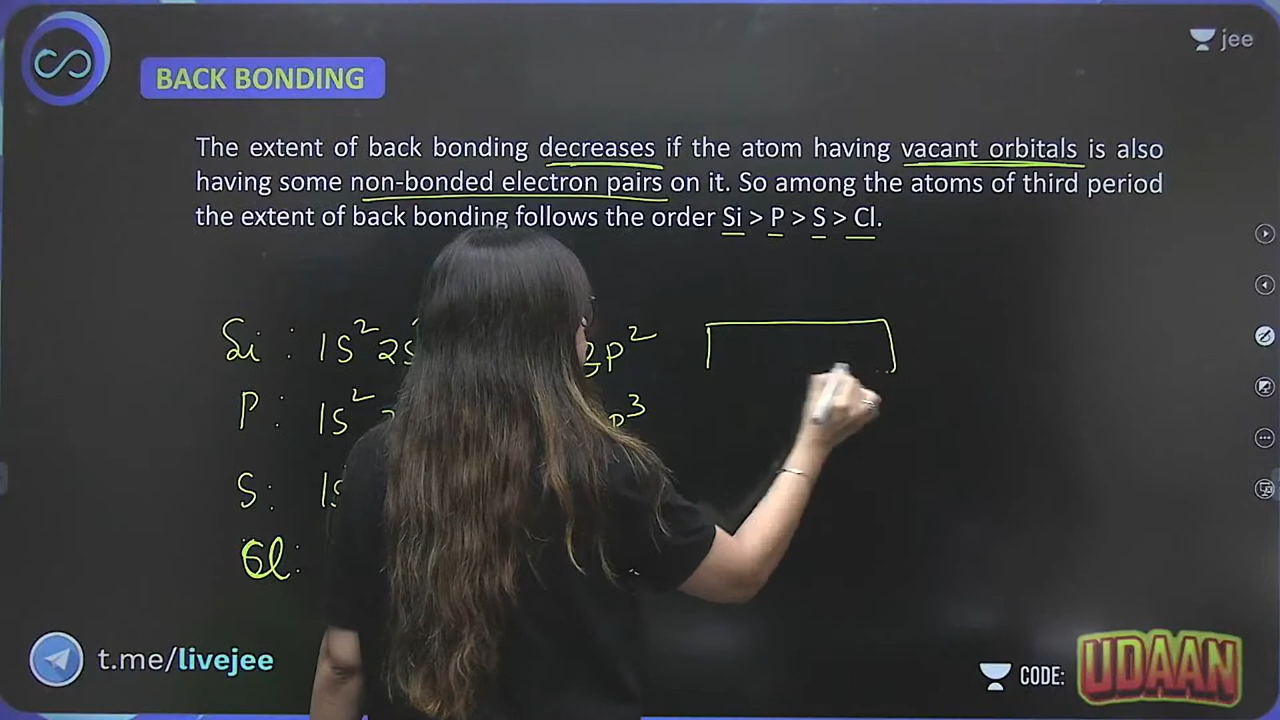 jee
BACK BONDING
The extent of back bonding decreases if the atom having vacant orbitals is also
having some non-bonded electron pairs on it. So among the atoms of third period
the extent of back bonding follows the order Si > P > S > Cl.
Si : 1S² 2S 3p²
P : 1S² p³
S : 1S
Cl :
t.me/livejee
CODE: UDAAN